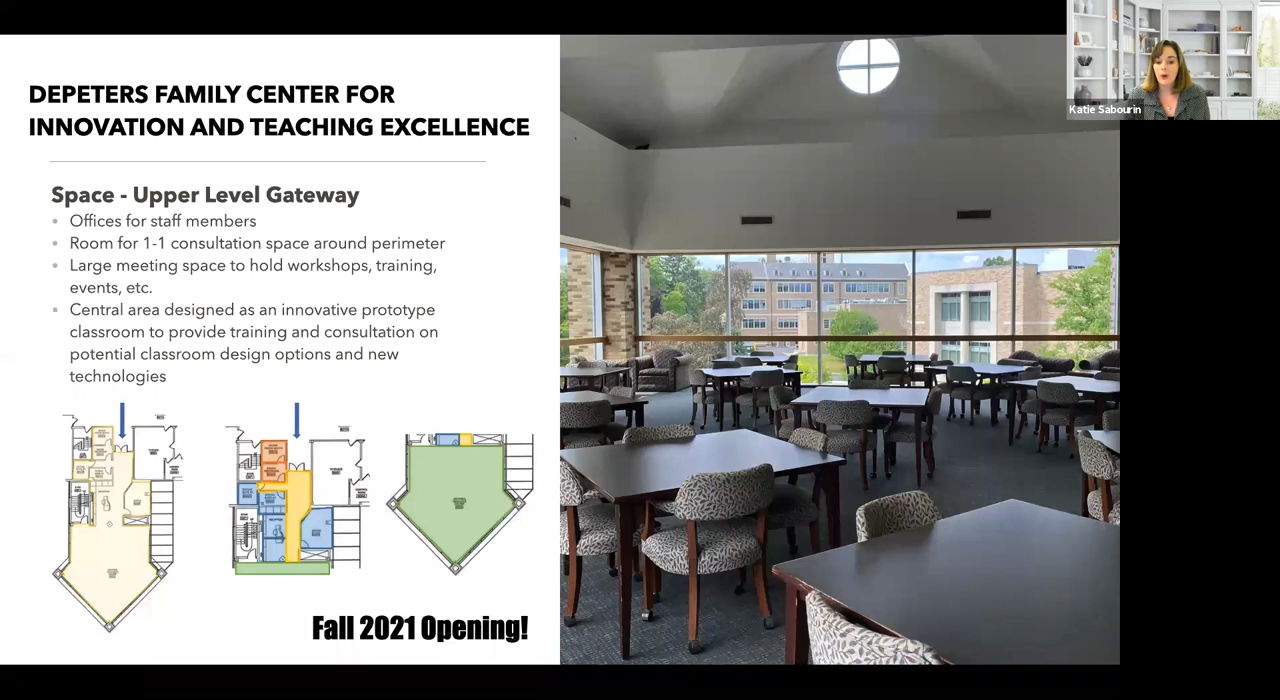 DEPETERS FAMILY CENTER FOR
INNOVATION AND TEACHING EXCELLENCE
Space - Upper Level Gateway
Offices for staff members
Room for 1-1 consultation space around perimeter
Large meeting space to hold workshops, training,
events, etc.
Central area designed as an innovative prototype
classroom to provide training and consultation on
potential classroom design options and new
technologies
Fall 2021 Opening!
Katie Sabourin